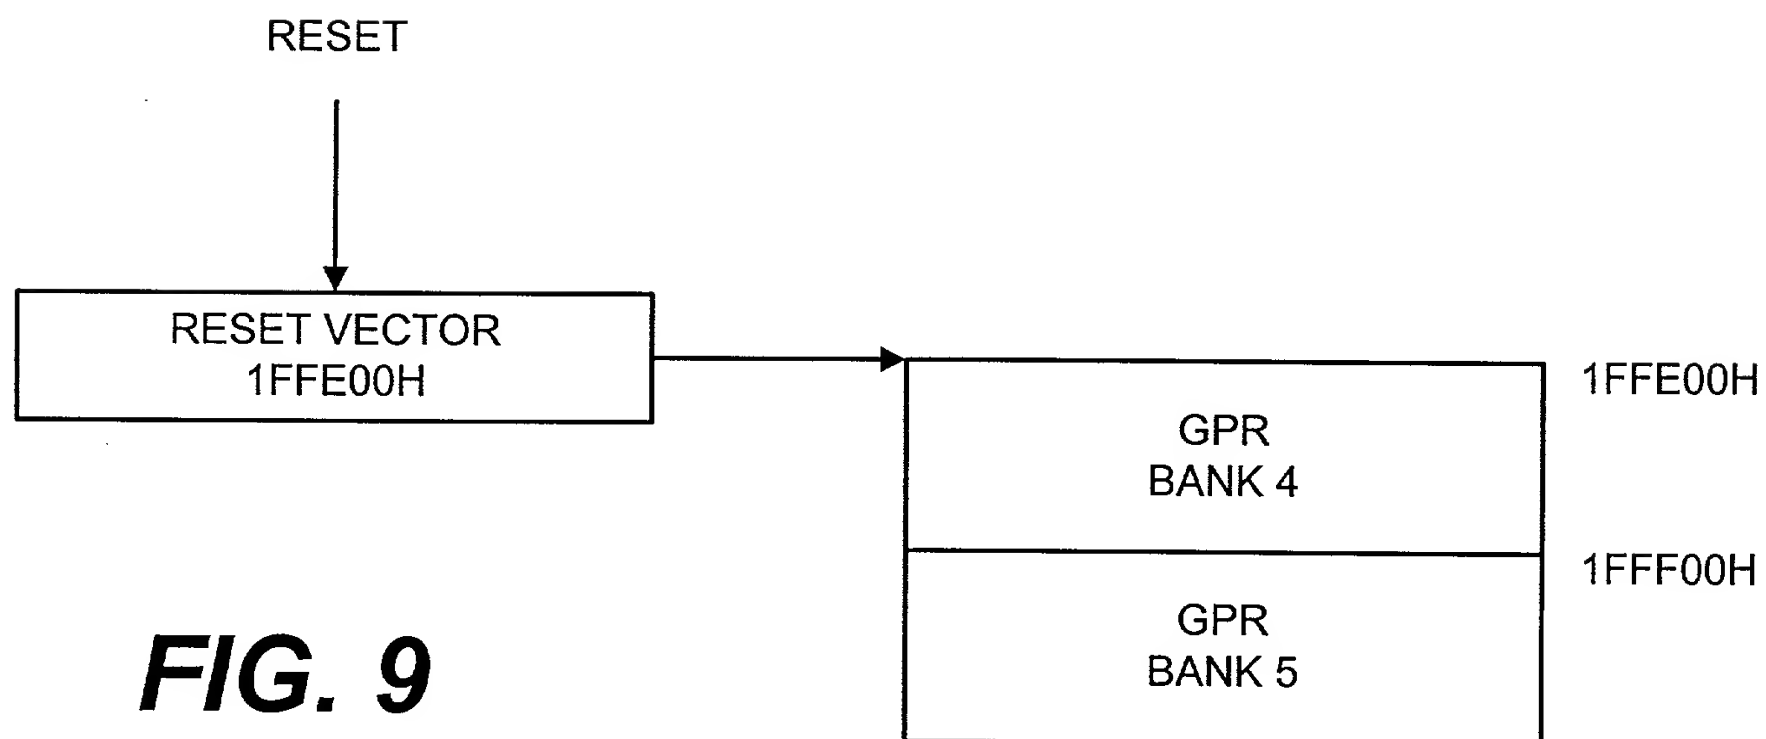 RESET
RESET VECTOR
1FFE00H
1FFE00H
GPR
BANK 4
1FFF00H
GPR
BANK 5
FIG. 9